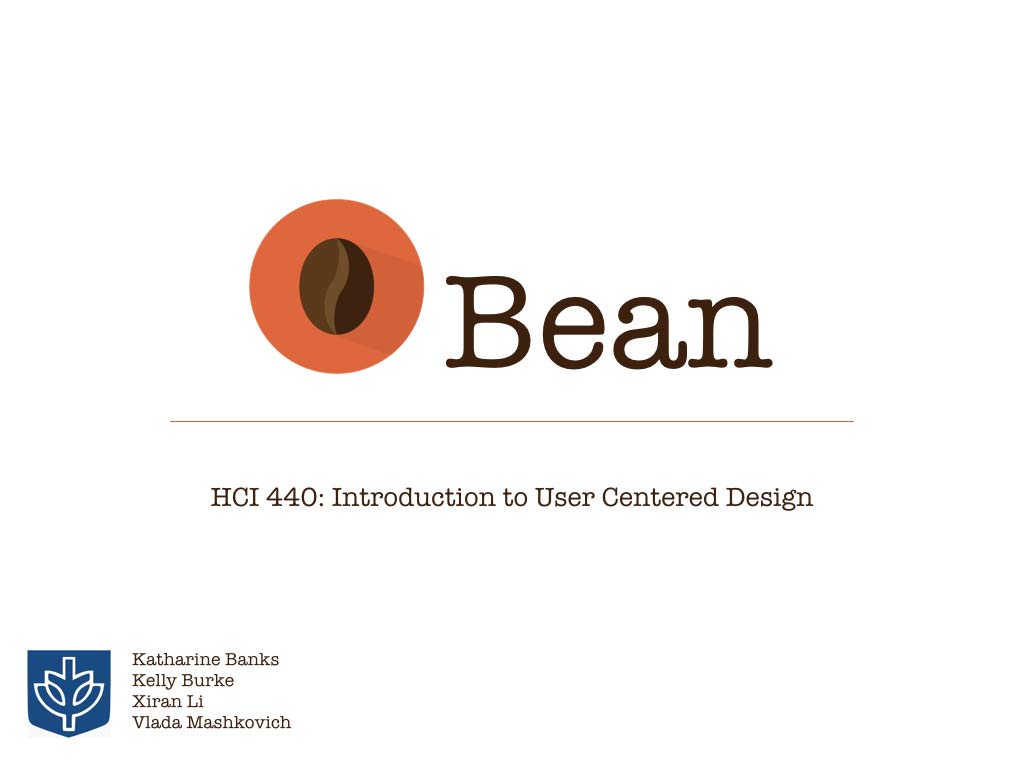 Bean
HCI 440: Introduction to User Centered Design
Katharine Banks
Kelly Burke
Xiran Li
Vlada Mashkovich